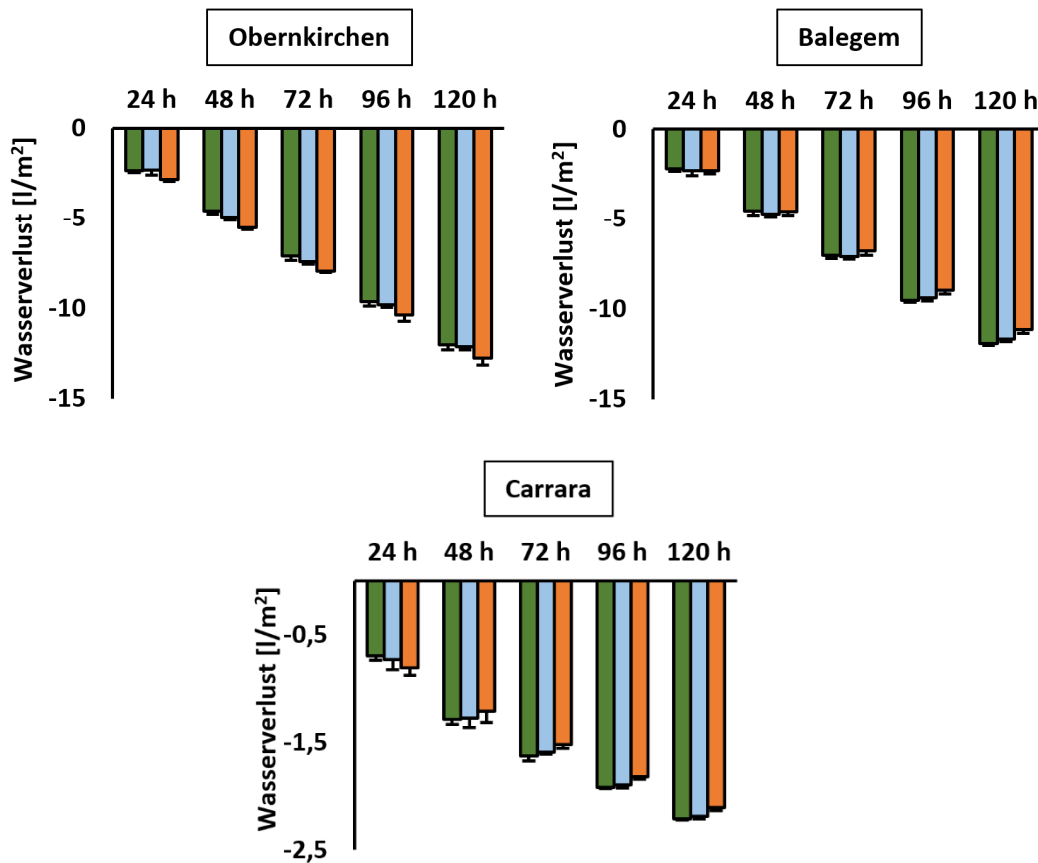 Obernkirchen
24 h 48 h 72 h 96 h 120 h
0
-5
-10
-15
Wasserverlust [l/m²]
Balegem
24 h 48 h 72 h 96 h 120 h
0
-5
-10
-15
Wasserverlust [l/m²]
Carrara
24 h 48 h 72 h 96 h 120 h
-0,5
-1,5
-2,5
Wasserverlust [l/m²]